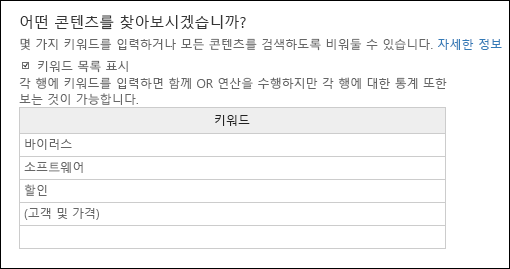 어떤 콘텐츠를 찾아보시겠습니까?
몇 가지 키워드를 입력하거나 모든 콘텐츠를 검색하도록 비워둘 수 있습니다. 자세한 정보
키워드 목록 표시
각 행에 키워드를 입력하면 함께 OR 연산을 수행하지만 각 행에 대한 통계 또한
보는 것이 가능합니다.
키워드
바이러스
소프트웨어
할인
(고객 및 가격)